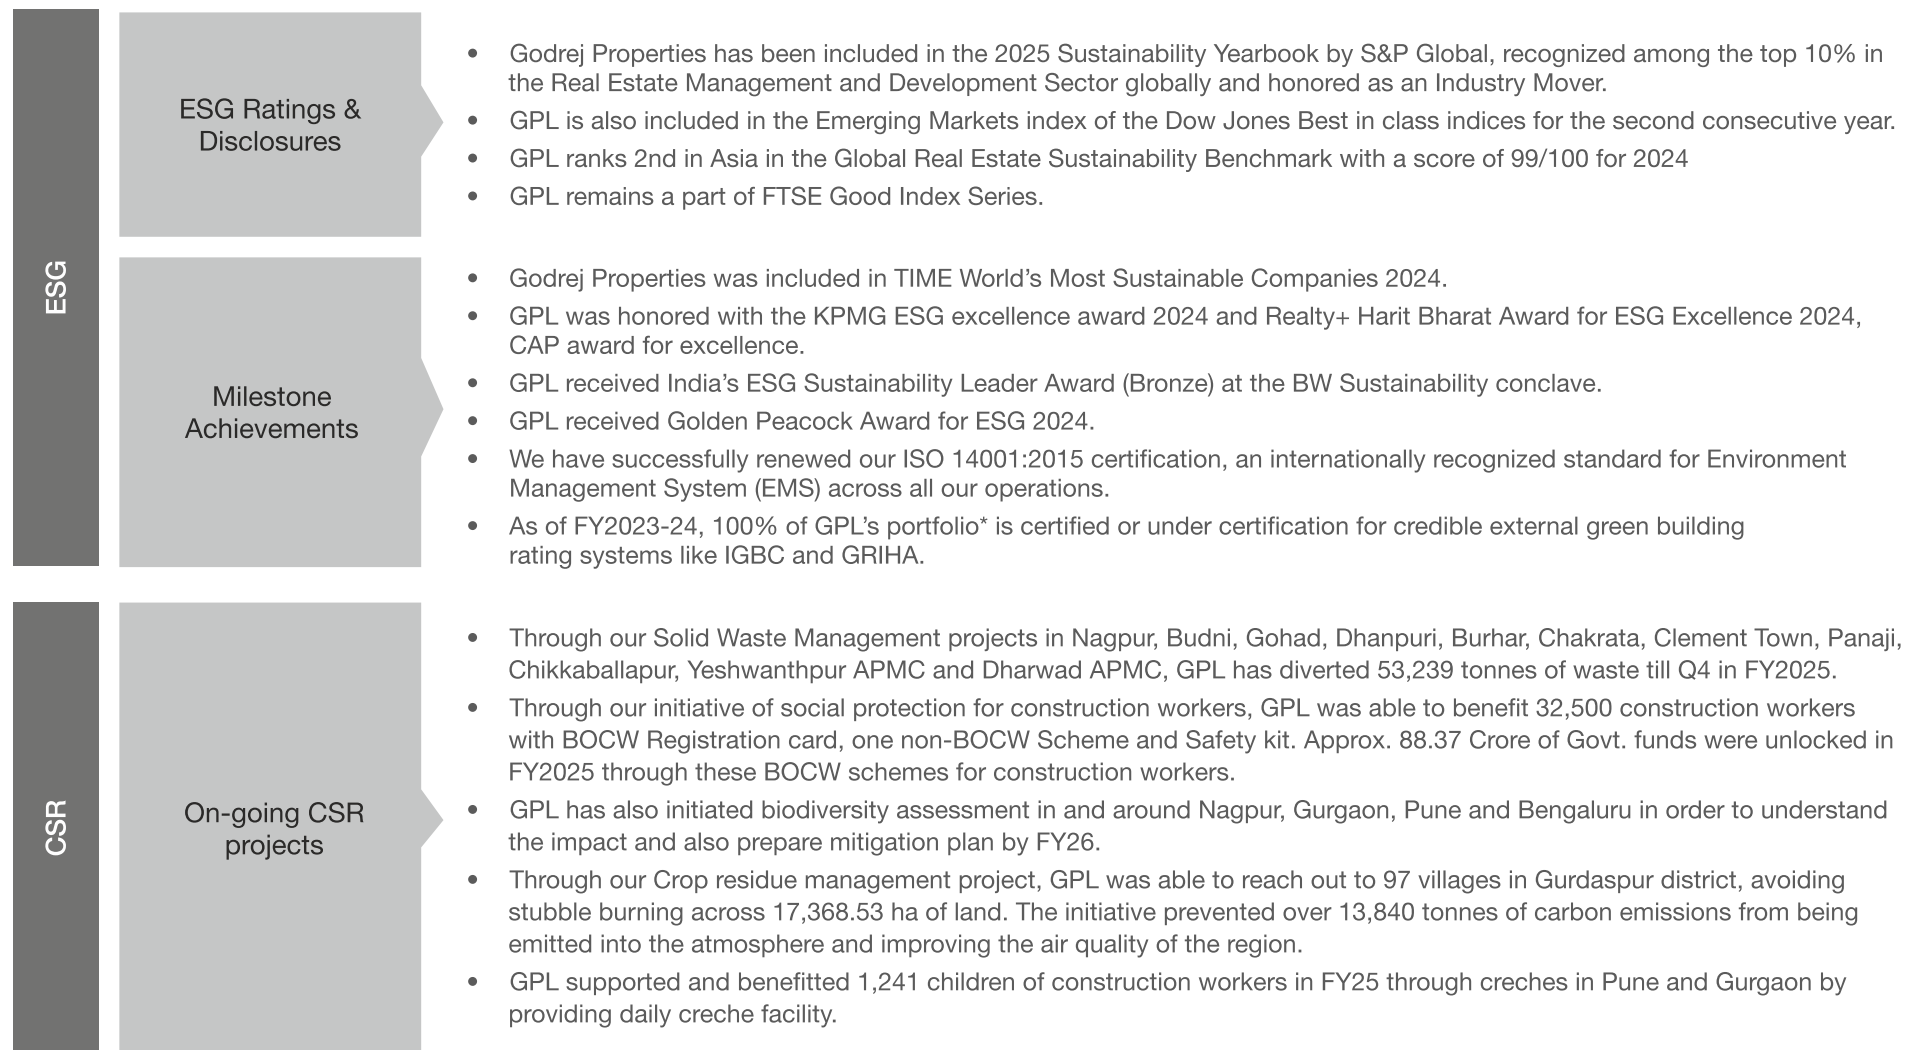 ESG
ESG Ratings &
Disclosures
• Godrej Properties has been included in the 2025 Sustainability Yearbook by S&P Global, recognized among the top 10% in
the Real Estate Management and Development Sector globally and honored as an Industry Mover.
• GPL is also included in the Emerging Markets index of the Dow Jones Best in class indices for the second consecutive year.
• GPL ranks 2nd in Asia in the Global Real Estate Sustainability Benchmark with a score of 99/100 for 2024
• GPL remains a part of FTSE Good Index Series.
Milestone
Achievements
• Godrej Properties was included in TIME World’s Most Sustainable Companies 2024.
• GPL was honored with the KPMG ESG excellence award 2024 and Realty+ Harit Bharat Award for ESG Excellence 2024,
CAP award for excellence.
• GPL received India’s ESG Sustainability Leader Award (Bronze) at the BW Sustainability conclave.
• GPL received Golden Peacock Award for ESG 2024.
• We have successfully renewed our ISO 14001:2015 certification, an internationally recognized standard for Environment
Management System (EMS) across all our operations.
• As of FY2023-24, 100% of GPL’s portfolio* is certified or under certification for credible external green building
rating systems like IGBC and GRIHA.
CSR
On-going CSR
projects
• Through our Solid Waste Management projects in Nagpur, Budni, Gohad, Dhanpuri, Burhar, Chakrata, Clement Town, Panaji,
Chikkaballapur, Yeshwanthpur APMC and Dharwad APMC, GPL has diverted 53,239 tonnes of waste till Q4 in FY2025.
• Through our initiative of social protection for construction workers, GPL was able to benefit 32,500 construction workers
with BOCW Registration card, one non-BOCW Scheme and Safety kit. Approx. 88.37 Crore of Govt. funds were unlocked in
FY2025 through these BOCW schemes for construction workers.
• GPL has also initiated biodiversity assessment in and around Nagpur, Gurgaon, Pune and Bengaluru in order to understand
the impact and also prepare mitigation plan by FY26.
• Through our Crop residue management project, GPL was able to reach out to 97 villages in Gurdaspur district, avoiding
stubble burning across 17,368.53 ha of land. The initiative prevented over 13,840 tonnes of carbon emissions from being
emitted into the atmosphere and improving the air quality of the region.
• GPL supported and benefitted 1,241 children of construction workers in FY25 through creches in Pune and Gurgaon by
providing daily creche facility.